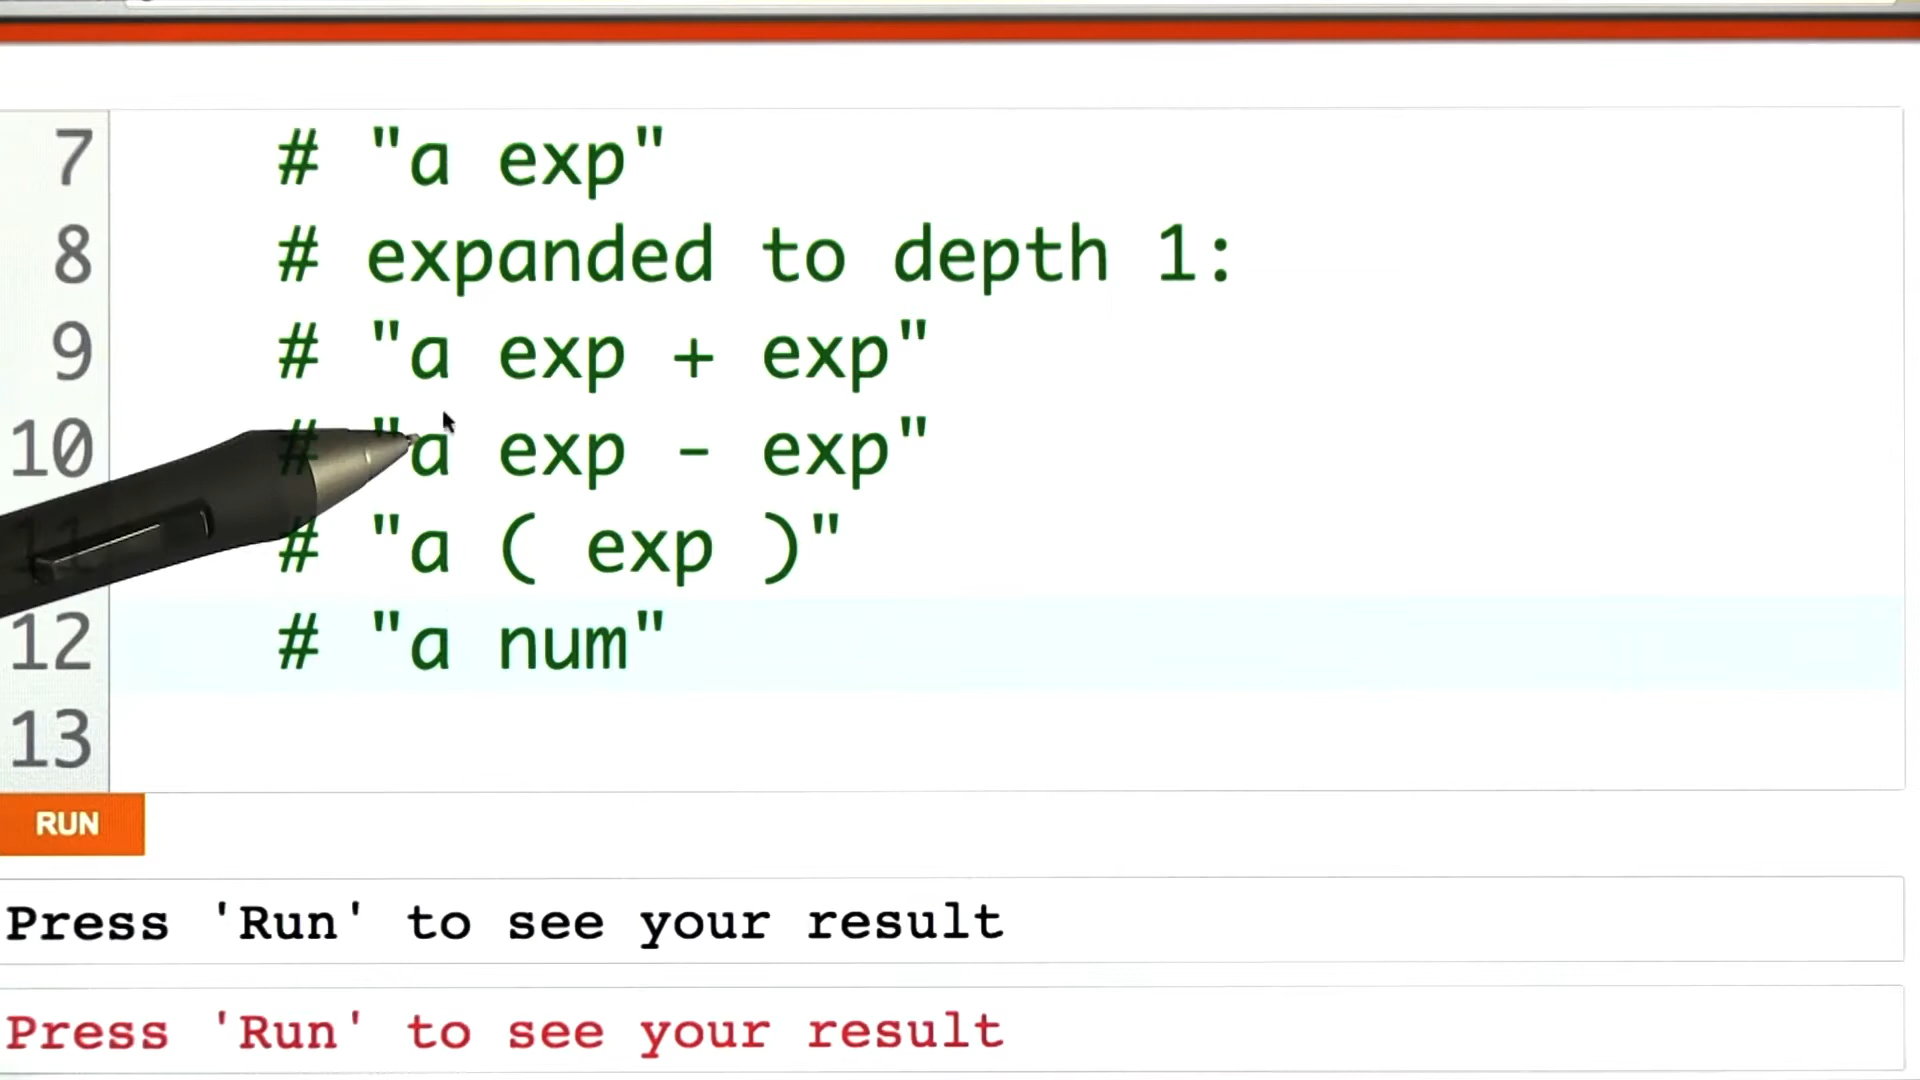 7 # "a exp"
8 # expanded to depth 1:
9 # "a exp + exp"
10 # "a exp - exp"
11 # "a ( exp )"
12 # "a num"
13
RUN
Press 'Run' to see your result
Press 'Run' to see your result